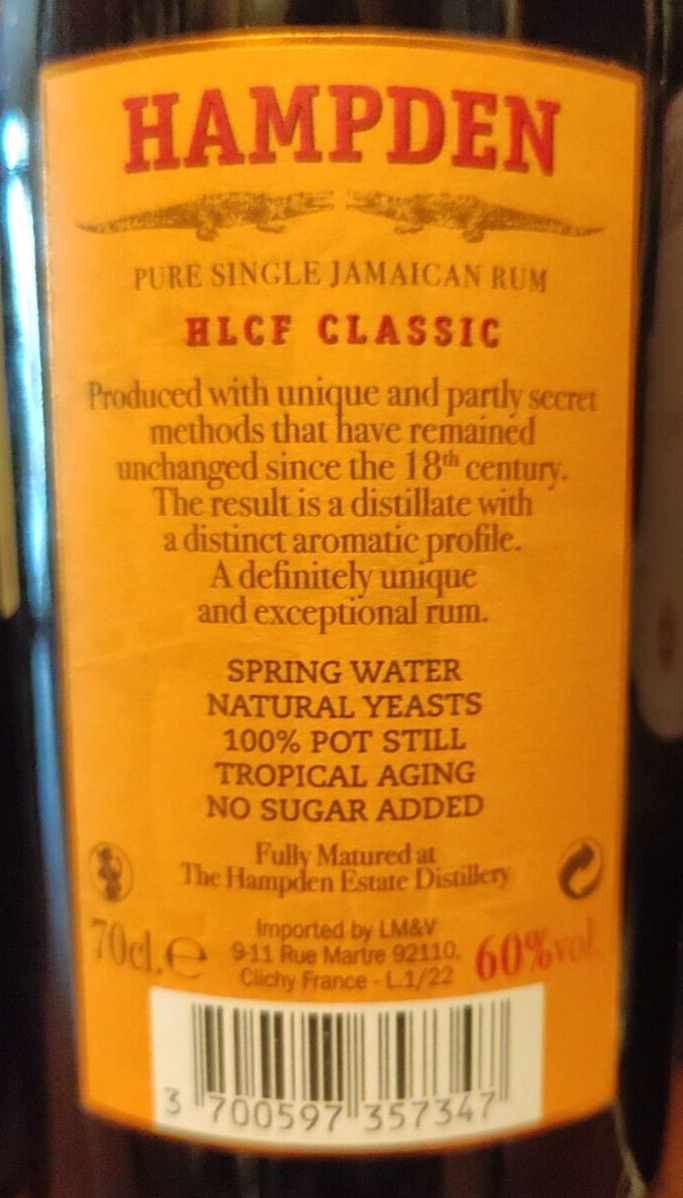 HAMPDEN
PURE SINGLE JAMAICAN RUM
HLCF CLASSIC
Produced with unique and partly secret
methods that have remained
unchanged since the 18th century.
The result is a distillate with
a distinct aromatic profile.
A definitely unique
and exceptional rum.
SPRING WATER
NATURAL YEASTS
100% POT STILL
TROPICAL AGING
NO SUGAR ADDED
Fully Matured at
The Hampden Estate Distillery
70cl.℮
Imported by LM&V
9-11 Rue Martre 92110,
Clichy France - L.1/22
60%vol.
3 700597 357347